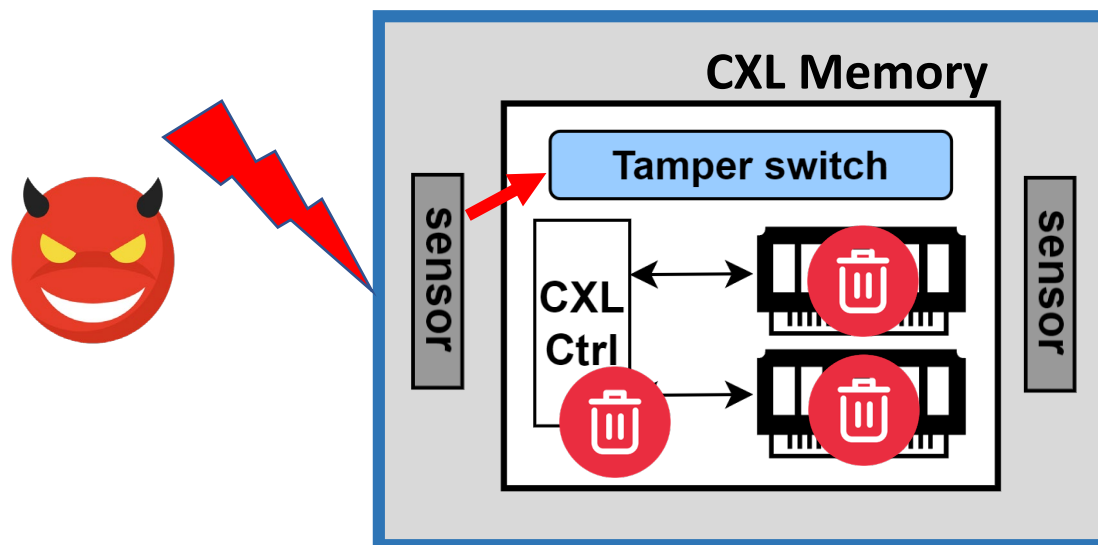 CXL Memory
Tamper switch
sensor
CXL
Ctrl
sensor